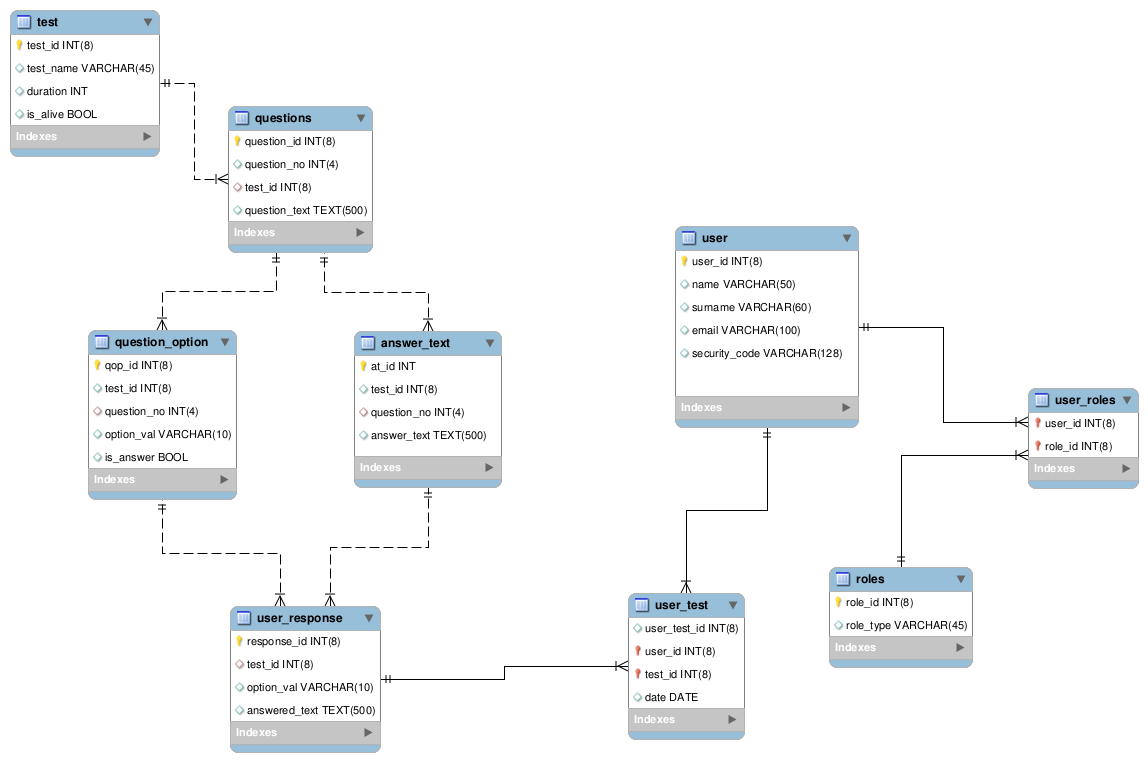 test
test_id INT(8)
test_name VARCHAR(45)
duration INT
is_alive BOOL
Indexes
questions
question_id INT(8)
question_no INT(4)
test_id INT(8)
question_text TEXT(500)
Indexes
question_option
qop_id INT(8)
test_id INT(8)
question_no INT(4)
option_val VARCHAR(10)
is_answer BOOL
Indexes
answer_text
at_id INT
test_id INT(8)
question_no INT(4)
answer_text TEXT(500)
Indexes
user
user_id INT(8)
name VARCHAR(50)
surname VARCHAR(60)
email VARCHAR(100)
security_code VARCHAR(128)
Indexes
user_roles
user_id INT(8)
role_id INT(8)
Indexes
roles
role_id INT(8)
role_type VARCHAR(45)
Indexes
user_response
response_id INT(8)
test_id INT(8)
option_val VARCHAR(10)
answered_text TEXT(500)
Indexes
user_test
user_test_id INT(8)
user_id INT(8)
test_id INT(8)
date DATE
Indexes